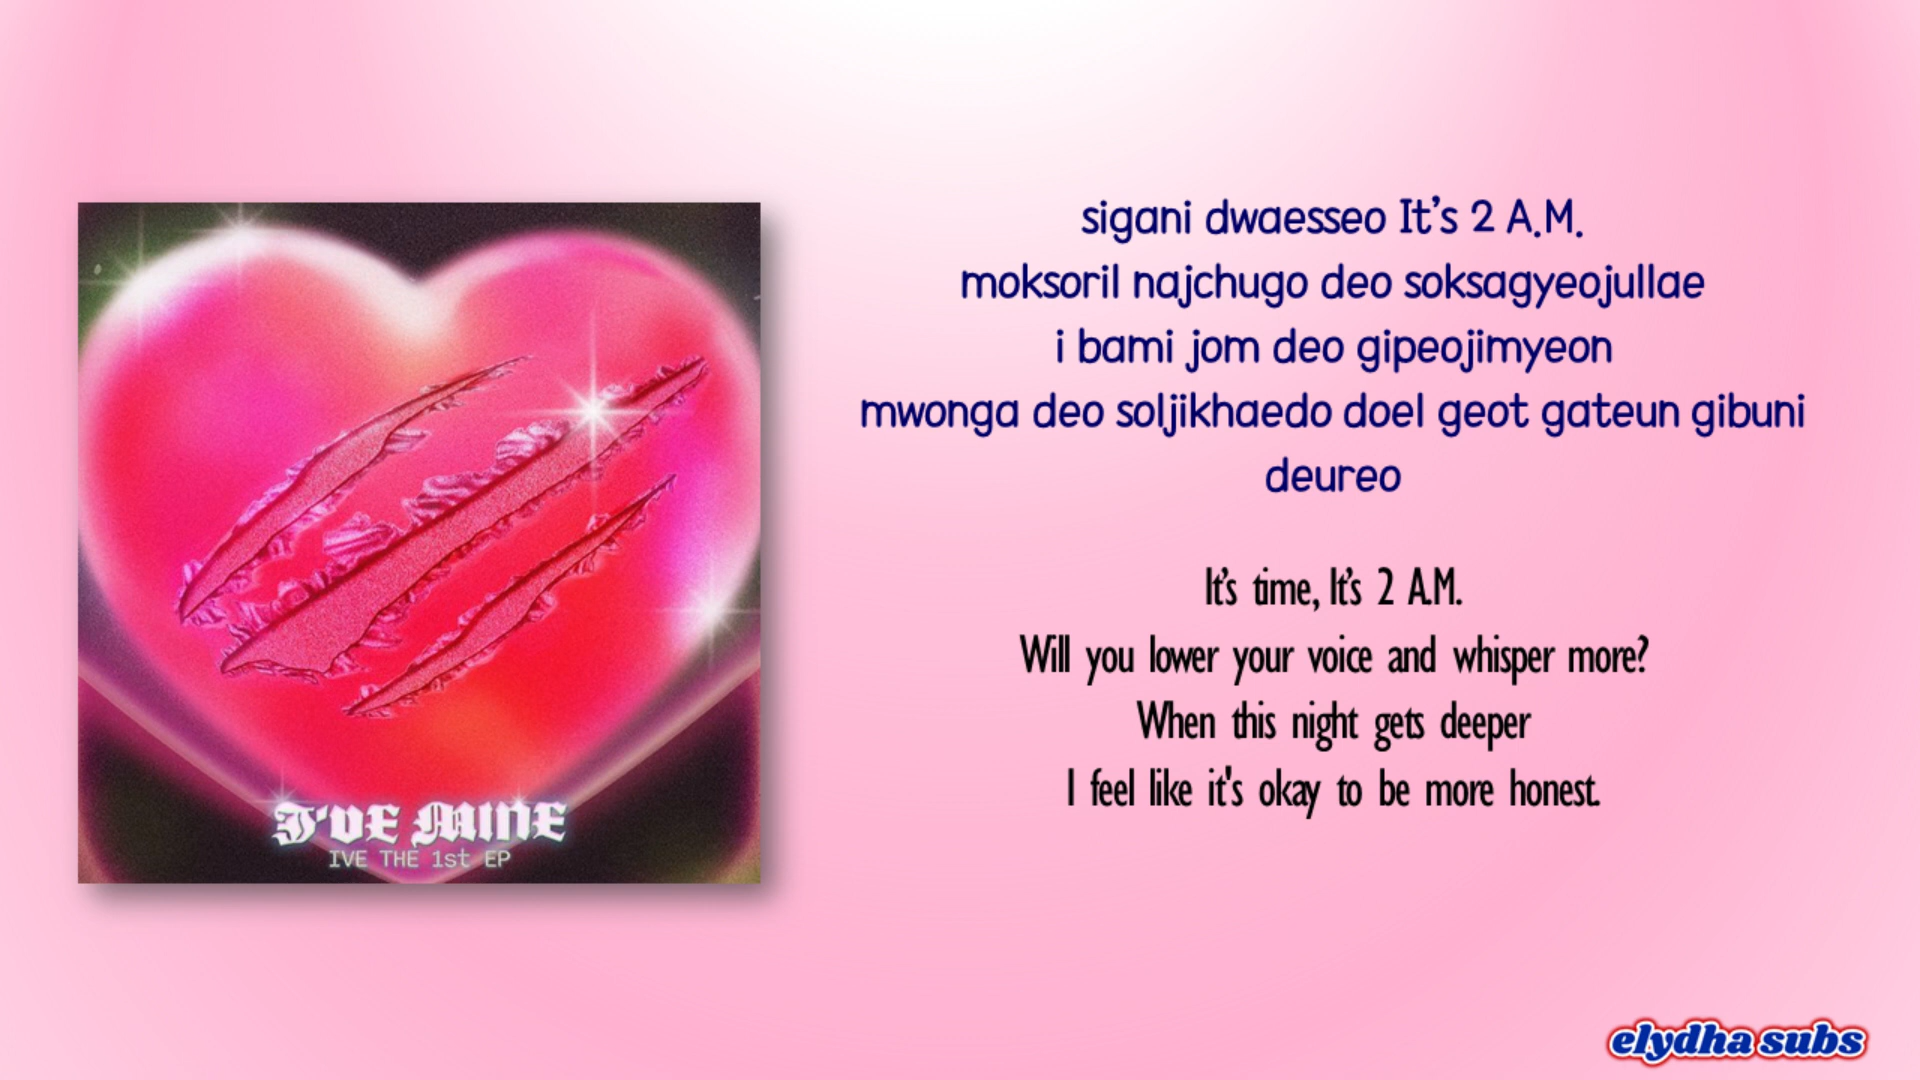 sigani dwaesseo It’s 2 A.M.
moksoril najchugo deo soksagyeojullae
i bami jom deo gipeojimyeon
mwonga deo soljikhaedo doel geot gateun gibuni
deureo
It’s time, It’s 2 A.M.
Will you lower your voice and whisper more?
When this night gets deeper
I feel like it's okay to be more honest.
I'VE MINE
IVE THE 1st EP
elydha subs